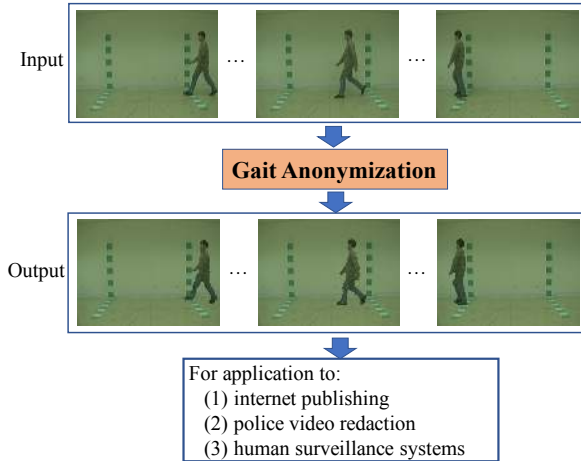 Input
... ...
Gait Anonymization
Output
... ...
For application to:
(1) internet publishing
(2) police video redaction
(3) human surveillance systems